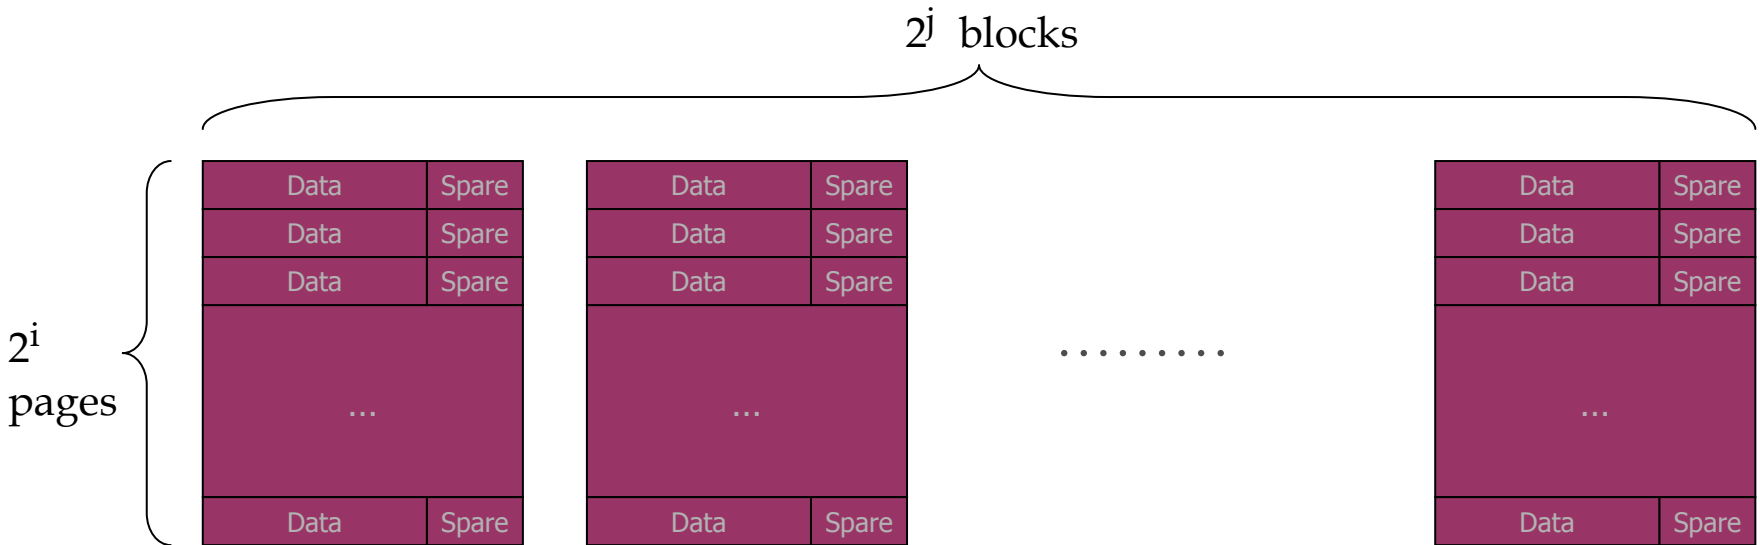 2^j blocks
Data Spare Data Spare Data Spare
Data Spare Data Spare Data Spare
Data Spare Data Spare Data Spare
2^i
pages
... ... ......... ...
Data Spare Data Spare Data Spare